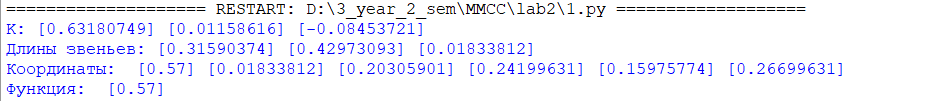 ==================== RESTART: D:\3_year_2_sem\MMCC\lab2\1.py ===================
К: [0.63180749] [0.01158616] [-0.08453721]
Длины звеньев: [0.31590374] [0.42973093] [0.01833812]
Координаты:  [0.57] [0.01833812] [0.20305901] [0.24199631] [0.15975774] [0.26699631]
Функция:  [0.57]